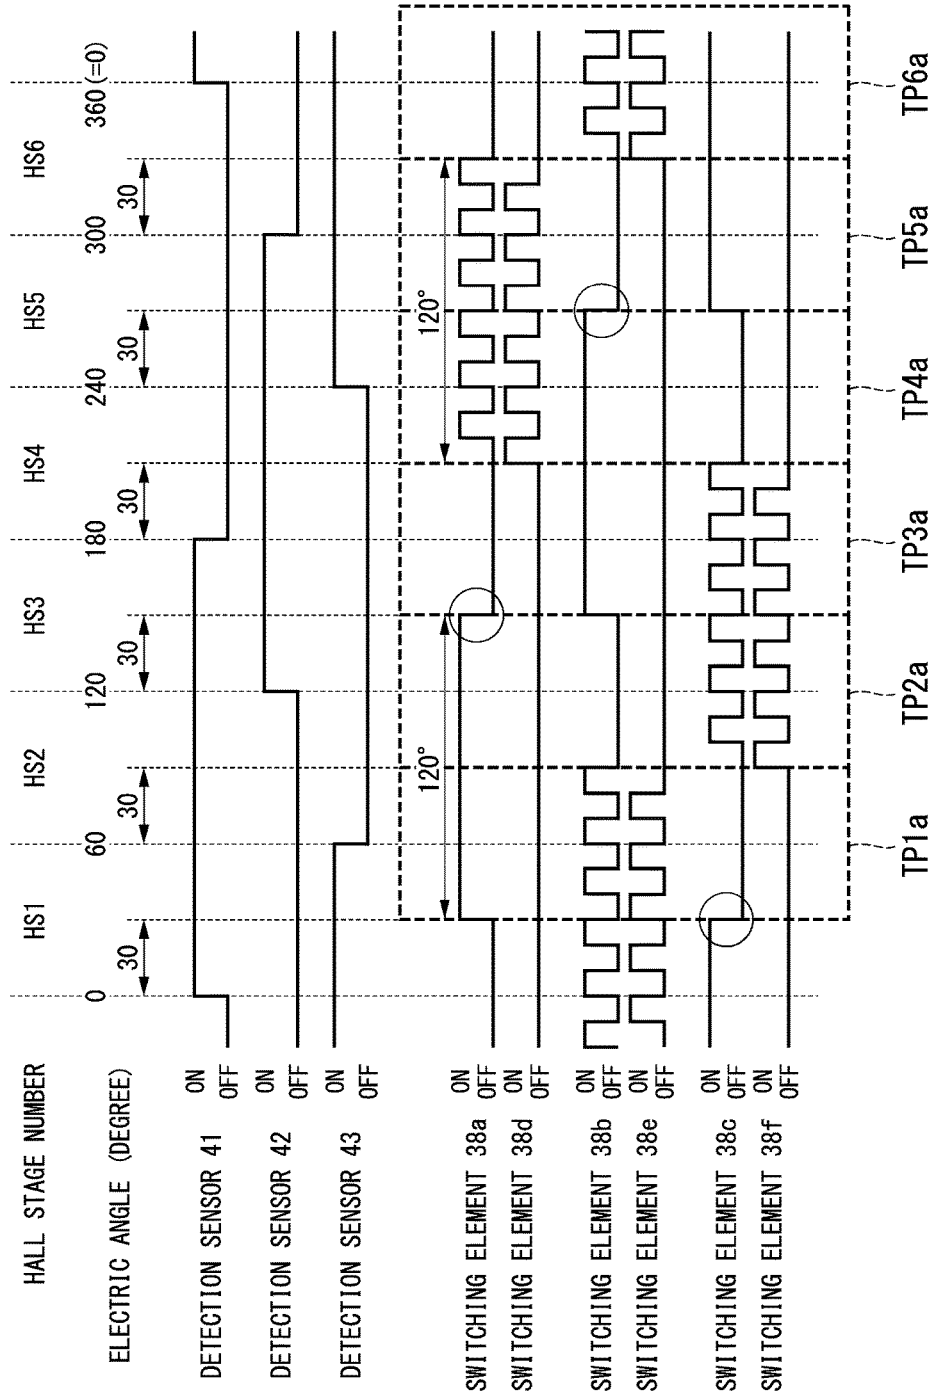 HALL STAGE NUMBER HS1 HS2 HS3 HS4 HS5 HS6
ELECTRIC ANGLE (DEGREE) 0 60 120 180 240 300 360 (=0)
30 30 30 30 30 30
DETECTION SENSOR 41 ON
OFF
DETECTION SENSOR 42 ON
OFF
DETECTION SENSOR 43 ON
OFF
120° 120°
SWITCHING ELEMENT 38a ON
OFF
SWITCHING ELEMENT 38d ON
OFF
SWITCHING ELEMENT 38b ON
OFF
SWITCHING ELEMENT 38e ON
OFF
SWITCHING ELEMENT 38c ON
OFF
SWITCHING ELEMENT 38f ON
OFF
TP1a TP2a TP3a TP4a TP5a TP6a